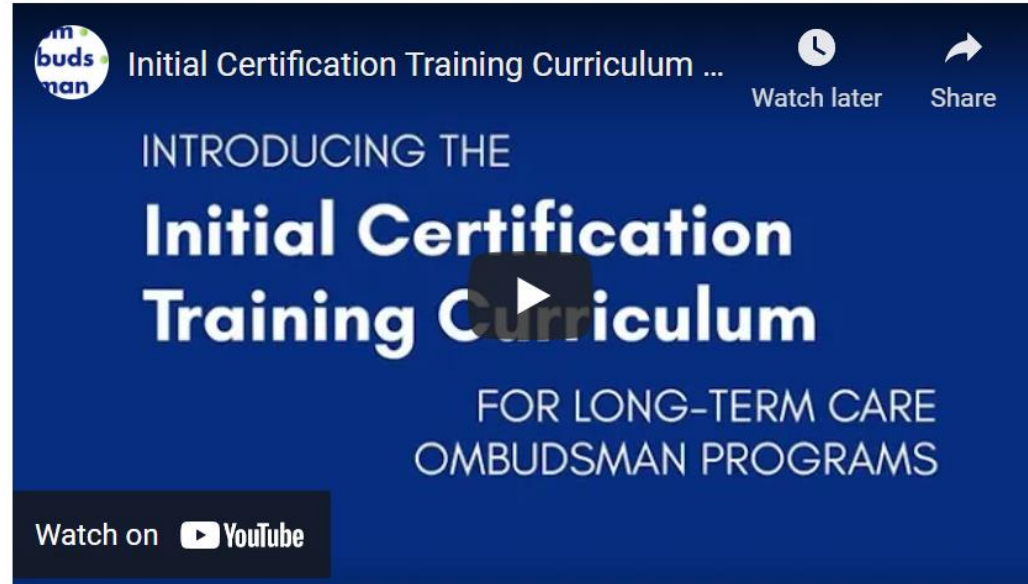 buds
man
Initial Certification Training Curriculum ...
Watch later
Share
INTRODUCING THE
Initial Certification
Training Curriculum
FOR LONG-TERM CARE
OMBUDSMAN PROGRAMS
Watch on YouTube